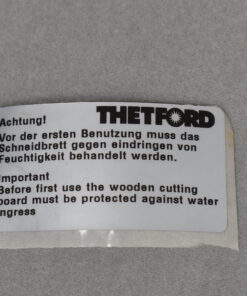 Achtung!
THETFORD
Vor der ersten Benutzung muss das
Schneidbrett gegen eindringen von
Feuchtigkeit behandelt werden.
Important
Before first use the wooden cutting
board must be protected against water
ingress